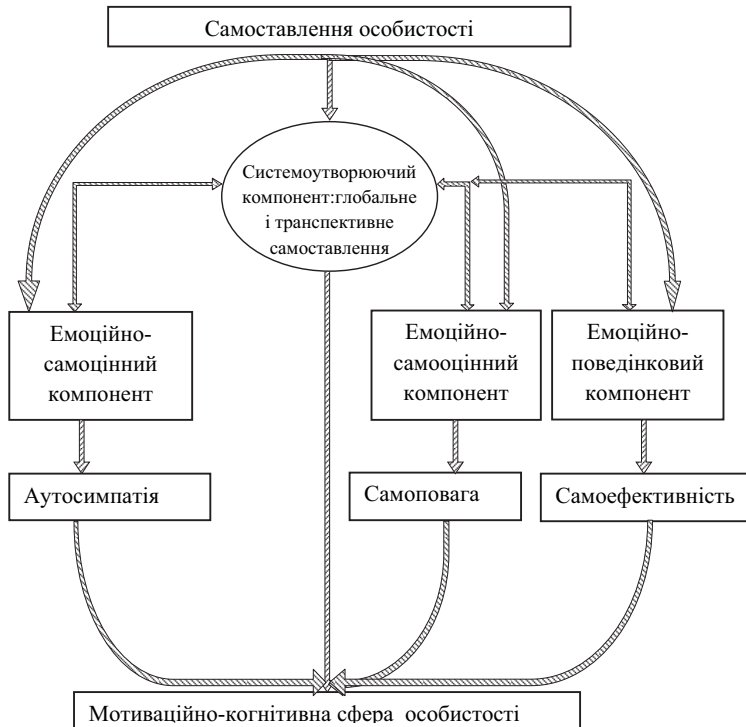 Самоставлення особистості
Системоутворюючий
компонент:глобальне
і транспективне
самоставлення
Емоційно-
самоцінний
компонент
Емоційно-
самооцінний
компонент
Емоційно-
поведінковий
компонент
Аутосимпатія
Самоповага
Самоефективність
Мотиваційно-когнітивна сфера особистості